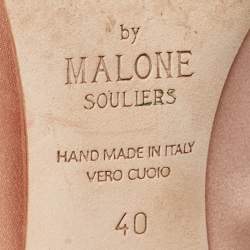 by
MALONE
SOULIERS
HAND MADE IN ITALY
VERO CUOIO
40